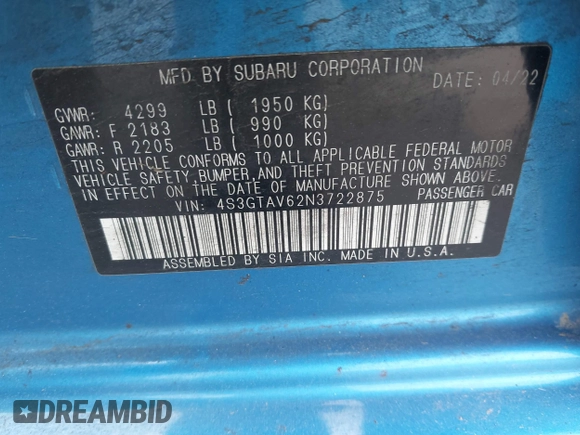 MFD BY SUBARU CORPORATION
DATE: 04/22
GVWR: 4299 LB ( 1950 KG)
GAWR: F 2183 LB ( 990 KG)
GAWR: R 2205 LB ( 1000 KG)
THIS VEHICLE CONFORMS TO ALL APPLICABLE FEDERAL MOTOR
VEHICLE SAFETY,BUMPER,AND THEFT PREVENTION STANDARDS
IN EFFECT ON THE DATE OF MANUFACTURE SHOWN ABOVE.
VIN: 4S3GTAV62N3722875 PASSENGER CAR
ASSEMBLED BY SIA INC. MADE IN U.S.A.
DREAMBID